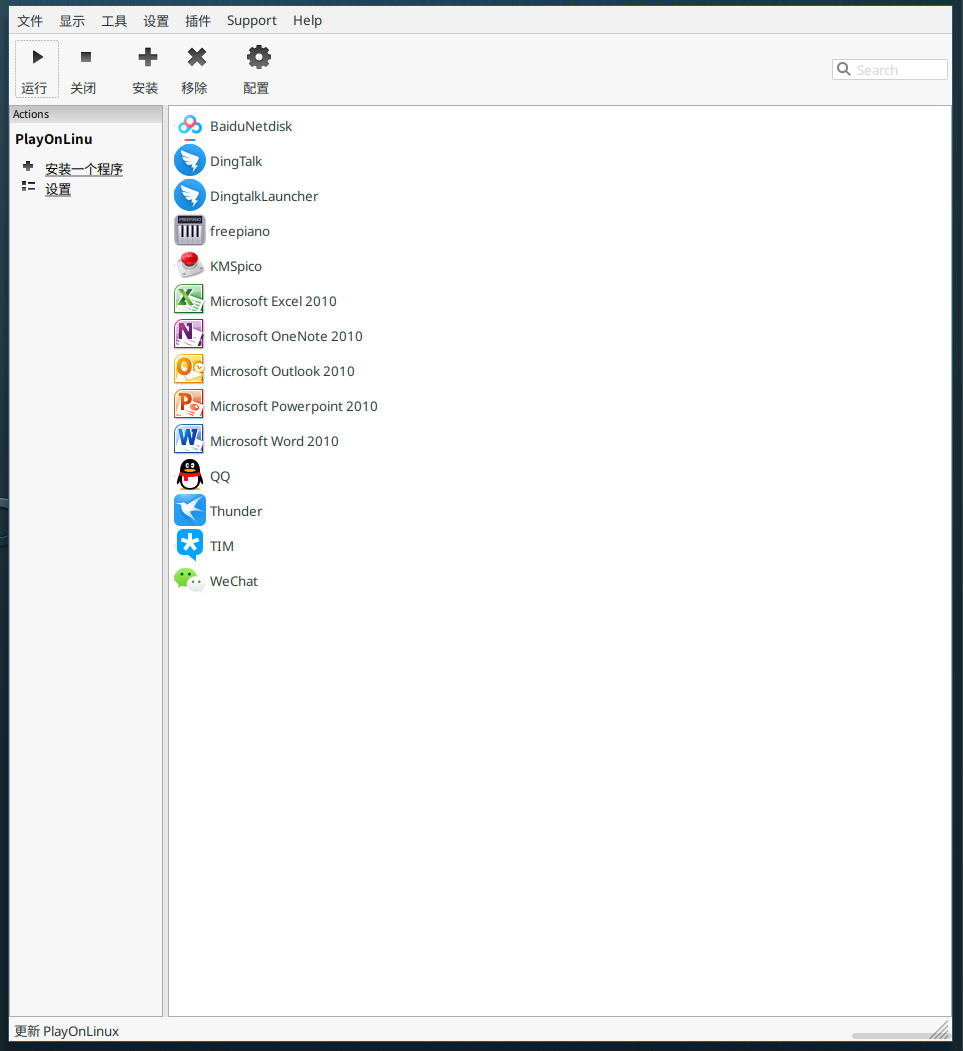 文件 显示 工具 设置 插件 Support Help
运行 关闭 安装 移除 配置 Search
Actions
PlayOnLinu
安装一个程序
设置
BaiduNetdisk
DingTalk
DingtalkLauncher
freepiano
KMSpico
Microsoft Excel 2010
Microsoft OneNote 2010
Microsoft Outlook 2010
Microsoft Powerpoint 2010
Microsoft Word 2010
QQ
Thunder
TIM
WeChat
更新 PlayOnLinux